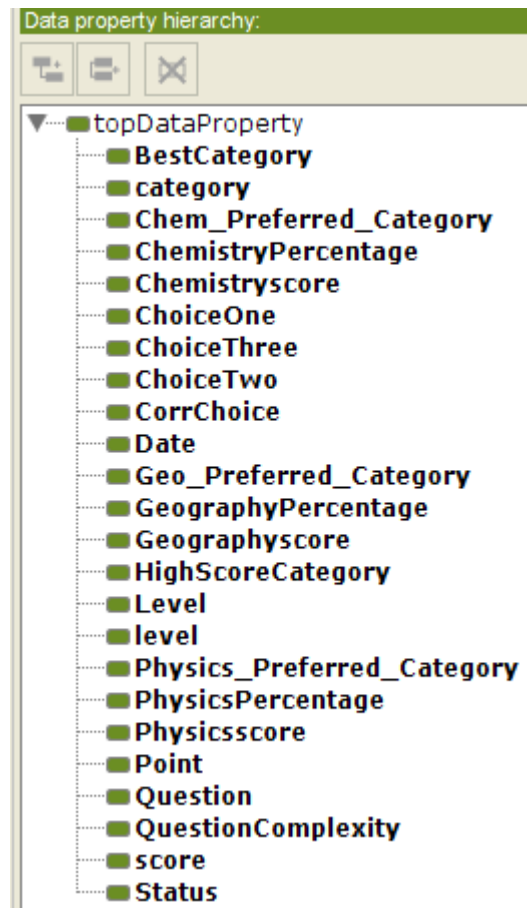 Data property hierarchy:
topDataProperty
BestCategory
category
Chem_Preferred_Category
ChemistryPercentage
Chemistryscore
ChoiceOne
ChoiceThree
ChoiceTwo
CorrChoice
Date
Geo_Preferred_Category
GeographyPercentage
Geographyscore
HighScoreCategory
Level
level
Physics_Preferred_Category
PhysicsPercentage
Physicsscore
Point
Question
QuestionComplexity
score
Status